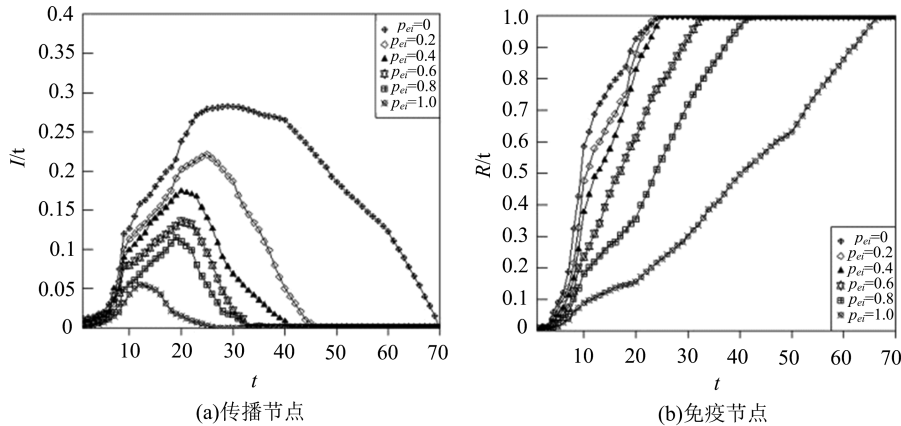 0.4
0.35
0.3
0.25
0.2
0.15
0.1
0.05
0
I/t
p_ei=0
p_ei=0.2
p_ei=0.4
p_ei=0.6
p_ei=0.8
p_ei=1.0
10 20 30 40 50 60 70
t
(a)传播节点
1.0
0.9
0.8
0.7
0.6
0.5
0.4
0.3
0.2
0.1
0
R/t
p_ei=0
p_ei=0.2
p_ei=0.4
p_ei=0.6
p_ei=0.8
p_ei=1.0
10 20 30 40 50 60 70
t
(b)免疫节点